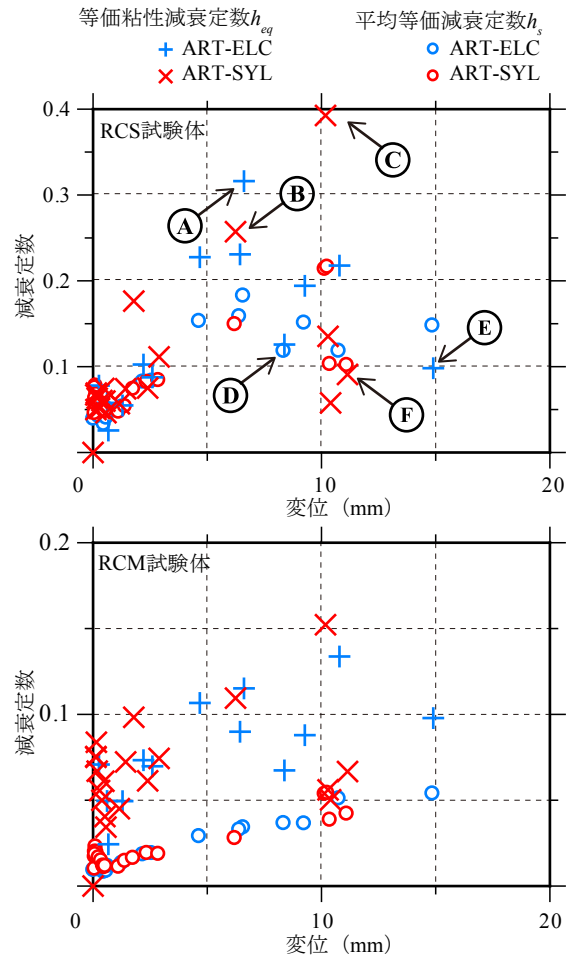 等価粘性減衰定数h_eq 平均等価減衰定数h_s
ART-ELC ART-ELC
ART-SYL ART-SYL
0.4
RCS試験体
C
0.3
B
A
減衰定数
0.2
E
0.1
D
F
0 10 20
変位（mm）
0.2
RCM試験体
減衰定数
0.1
0 10 20
変位（mm）